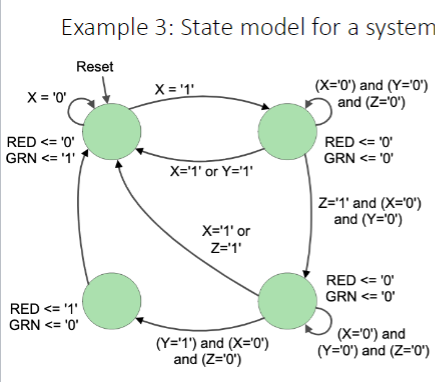 Example 3: State model for a system
Reset
X = '0'
X = '1'
(X='0') and (Y='0')
and (Z='0')
RED <= '0'
GRN <= '1'
RED <= '0'
GRN <= '0'
X='1' or Y='1'
Z='1' and (X='0')
and (Y='0')
X='1' or
Z='1'
RED <= '0'
GRN <= '0'
RED <= '1'
GRN <= '0'
(Y='1') and (X='0')
and (Z='0')
(X='0') and
(Y='0') and (Z='0')